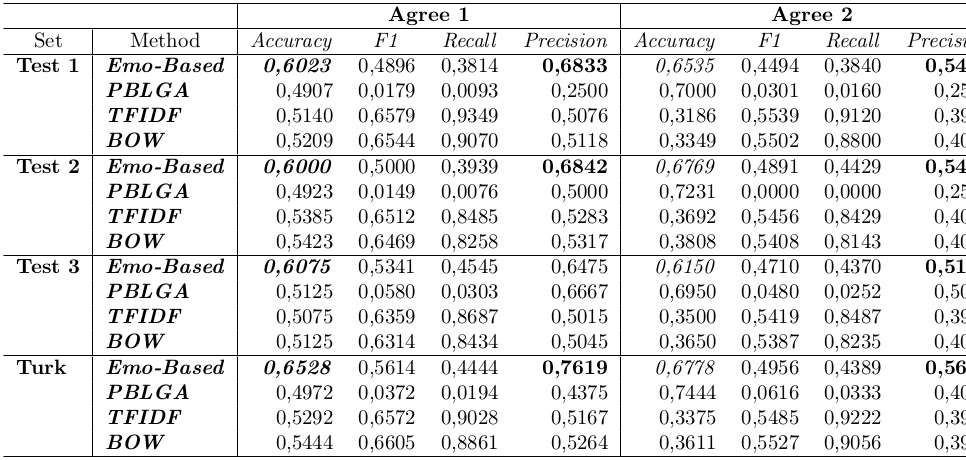 Agree 1 Agree 2
Set Method Accuracy F1 Recall Precision Accuracy F1 Recall
Test 1 Emo-Based 0,6023 0,4896 0,3814 0,6833 0,6535 0,4494 0,3840 0,54
PBLGA 0,4907 0,0179 0,0093 0,2500 0,7000 0,0301 0,0160 0,25
TFIDF 0,5140 0,6579 0,9349 0,5076 0,3186 0,5539 0,9120 0,39
BOW 0,5209 0,6544 0,9070 0,5118 0,3349 0,5502 0,8800 0,40
Test 2 Emo-Based 0,6000 0,5000 0,3939 0,6842 0,6769 0,4891 0,4429 0,54
PBLGA 0,4923 0,0149 0,0076 0,5000 0,7231 0,0000 0,0000 0,25
TFIDF 0,5385 0,6512 0,8485 0,5283 0,3692 0,5456 0,8429 0,40
BOW 0,5423 0,6469 0,8258 0,5317 0,3808 0,5408 0,8143 0,40
Test 3 Emo-Based 0,6075 0,5341 0,4545 0,6475 0,6150 0,4710 0,4370 0,51
PBLGA 0,5125 0,0580 0,0303 0,6667 0,6950 0,0480 0,0252 0,50
TFIDF 0,5075 0,6359 0,8687 0,5015 0,3500 0,5419 0,8487 0,39
BOW 0,5125 0,6314 0,8434 0,5045 0,3650 0,5387 0,8235 0,40
Turk Emo-Based 0,6528 0,5614 0,4444 0,7619 0,6778 0,4956 0,4389 0,56
PBLGA 0,4972 0,0372 0,0194 0,4375 0,7444 0,0616 0,0333 0,40
TFIDF 0,5292 0,6572 0,9028 0,5167 0,3375 0,5485 0,9222 0,39
BOW 0,5444 0,6605 0,8861 0,5264 0,3611 0,5527 0,9056 0,39